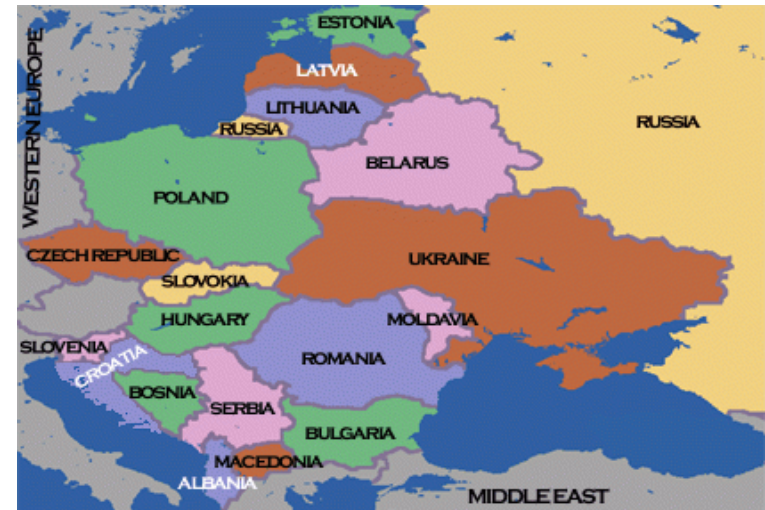 ESTONIA
WESTERN EUROPE
LATVIA
LITHUANIA
RUSSIA
RUSSIA
BELARUS
POLAND
CZECH REPUBLIC
UKRAINE
SLOVOKIA
HUNGARY
MOLDAVIA
SLOVENIA
CROATIA
ROMANIA
BOSNIA
SERBIA
BULGARIA
MACEDONIA
ALBANIA
MIDDLE EAST